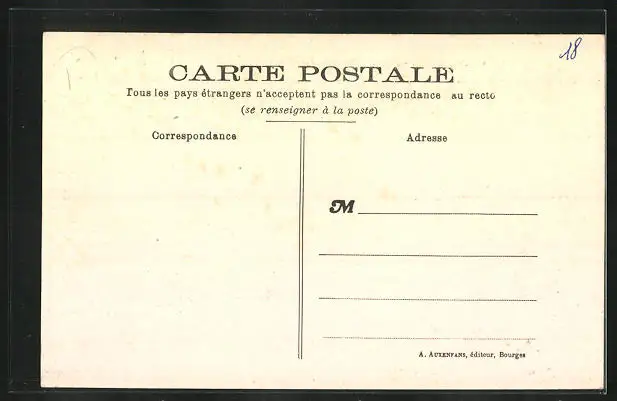 18
CARTE POSTALE
Tous les pays étrangers n'acceptent pas la correspondance au recto
(se renseigner à la poste)
Correspondance
Adresse
M
A. AUXENFANS, éditeur, Bourges